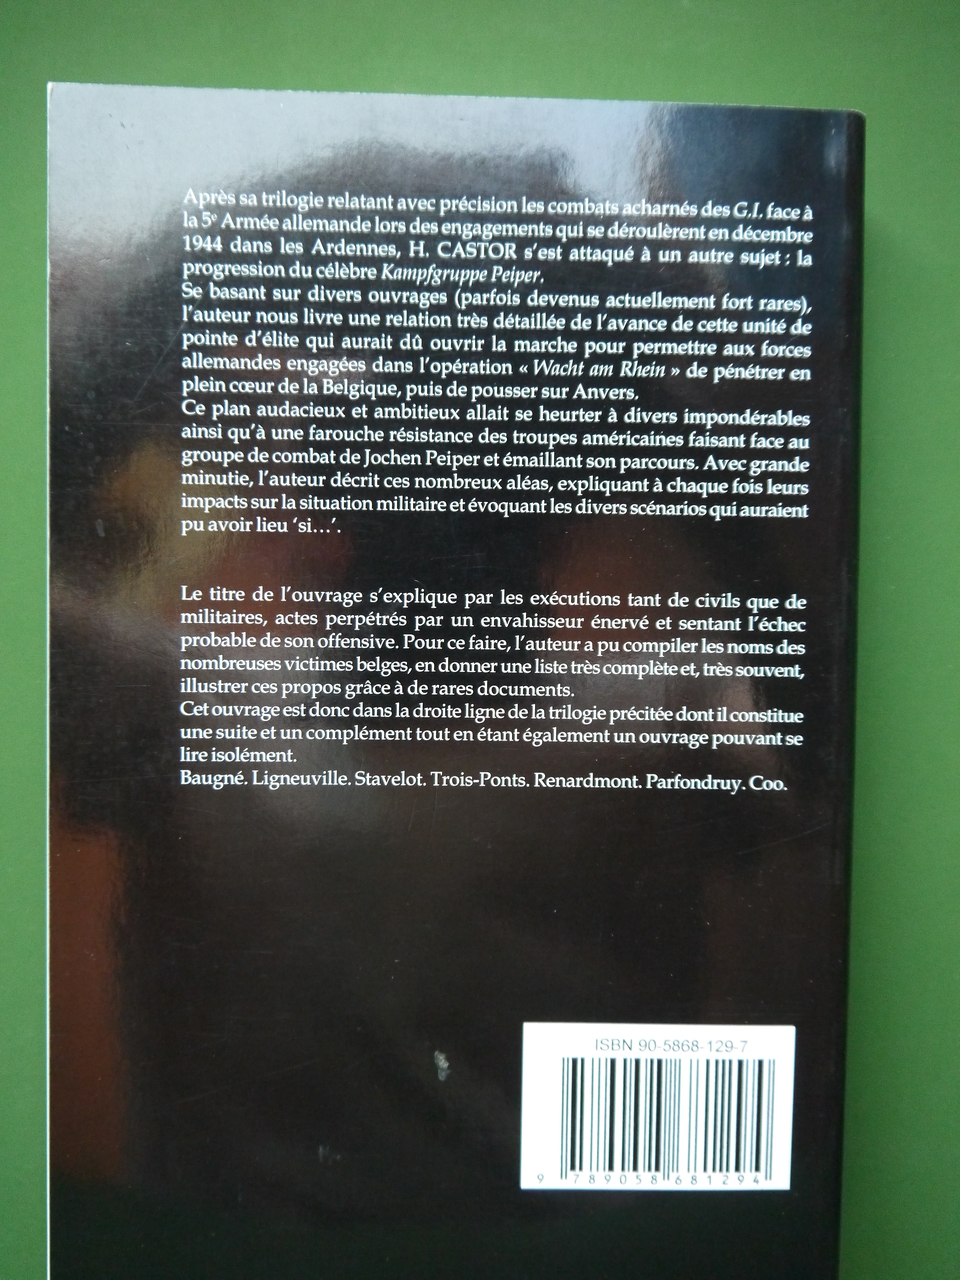 Après sa trilogie relatant avec précision les combats acharnés des G.I. face à
la 5e Armée allemande lors des engagements qui se déroulèrent en décembre
1944 dans les Ardennes, H. CASTOR s'est attaqué à un autre sujet : la
progression du célèbre Kampfgruppe Peiper.
Se basant sur divers ouvrages (parfois devenus actuellement fort rares),
l'auteur nous livre une relation très détaillée de l'avance de cette unité de
pointe d'élite qui aurait dû ouvrir la marche pour permettre aux forces
allemandes engagées dans l'opération « Wacht am Rhein » de pénétrer en
plein cœur de la Belgique, puis de pousser sur Anvers.
Ce plan audacieux et ambitieux allait se heurter à divers impondérables
ainsi qu'à une farouche résistance des troupes américaines faisant face au
groupe de combat de Jochen Peiper et émaillant son parcours. Avec grande
minutie, l'auteur décrit ces nombreux aléas, expliquant à chaque fois leurs
impacts sur la situation militaire et évoquant les divers scénarios qui auraient
pu avoir lieu 'si…'.
Le titre de l'ouvrage s'explique par les exécutions tant de civils que de
militaires, actes perpétrés par un envahisseur énervé et sentant l'échec
probable de son offensive. Pour ce faire, l'auteur a pu compiler les noms des
nombreuses victimes belges, en donner une liste très complète et, très souvent,
illustrer ces propos grâce à de rares documents.
Cet ouvrage est donc dans la droite ligne de la trilogie précitée dont il constitue
une suite et un complément tout en étant également un ouvrage pouvant se
lire isolément.
Baugné. Ligneuville. Stavelot. Trois-Ponts. Renardmont. Parfondruy. Coo.
ISBN 90-5868-129-7
9 789058 681294